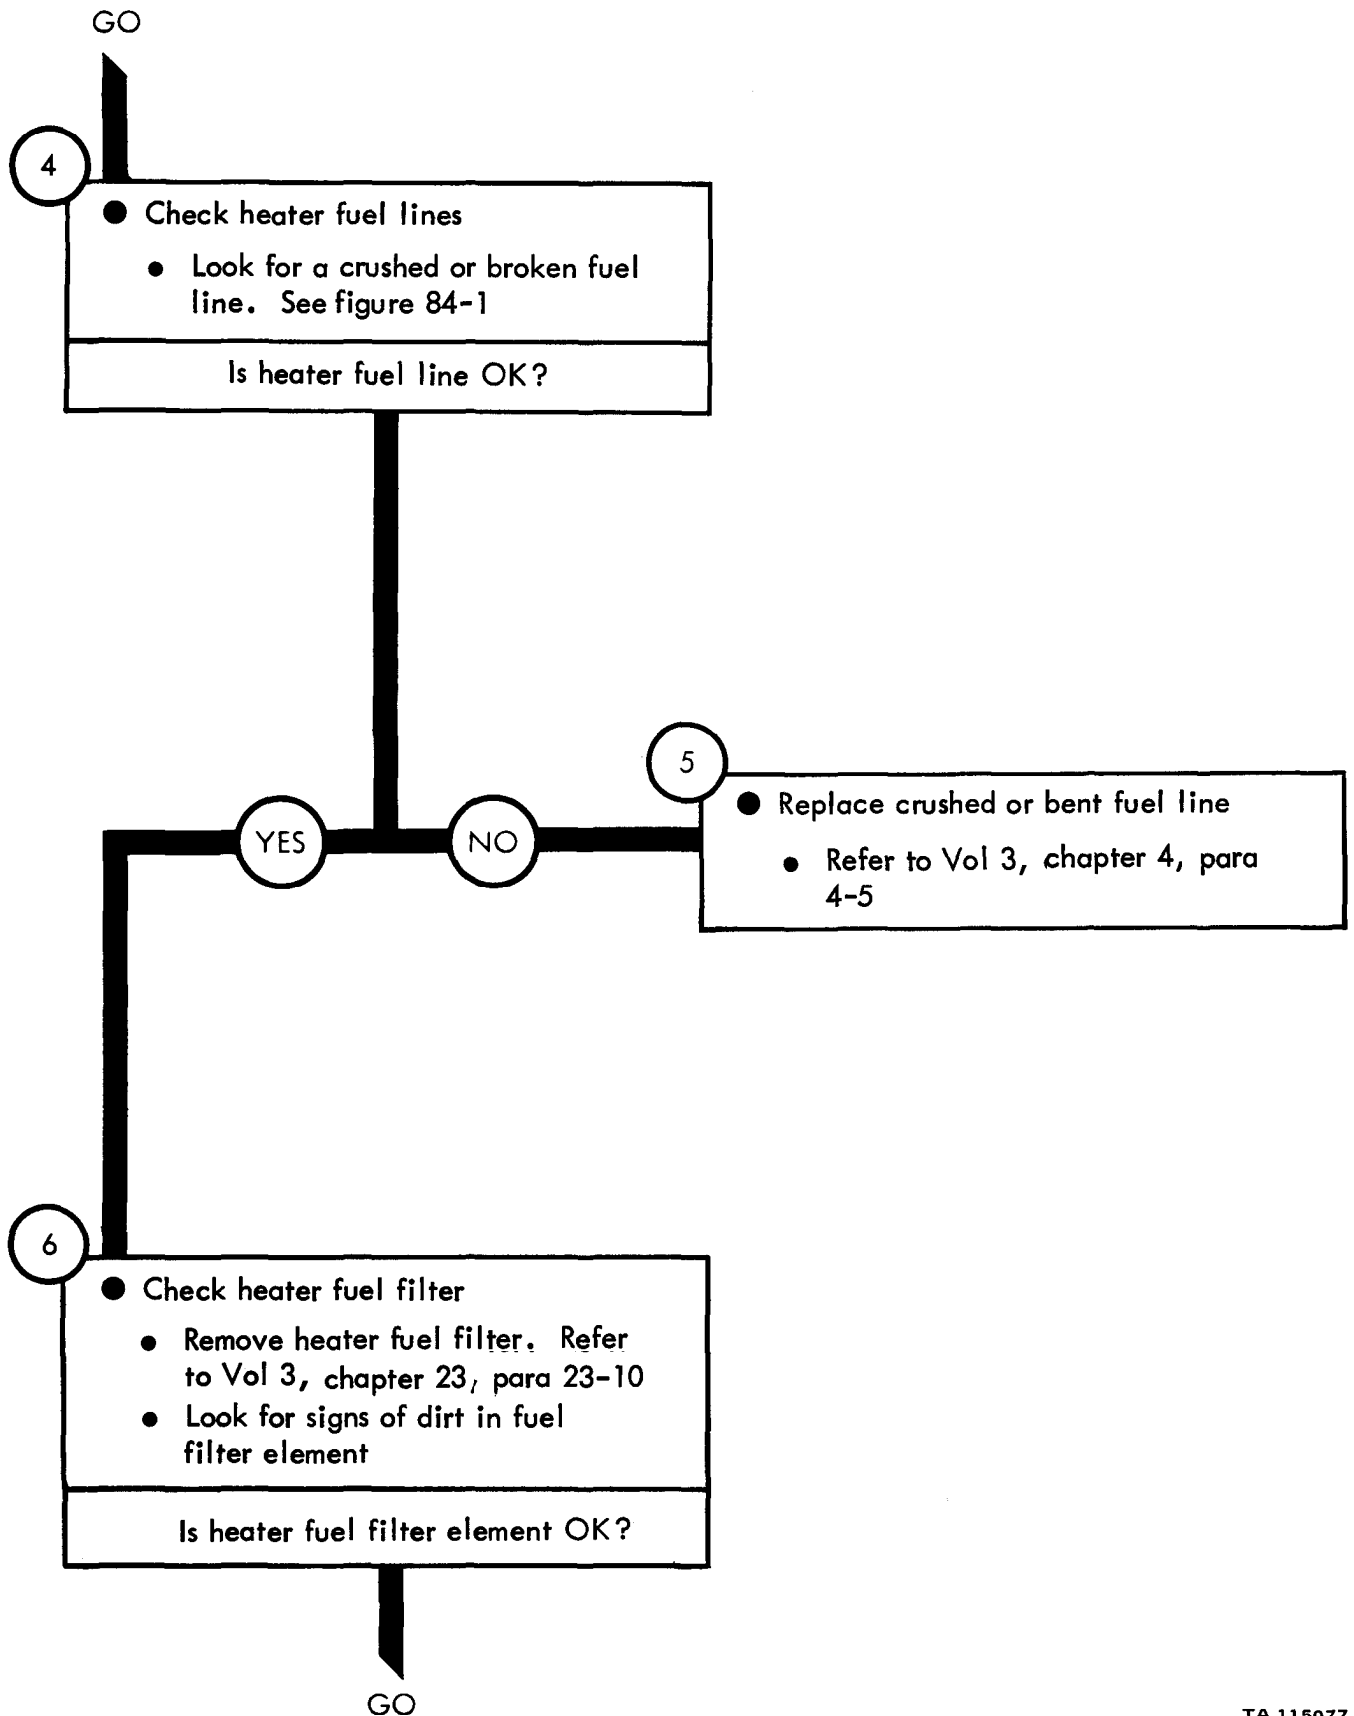 GO
4
● Check heater fuel lines
● Look for a crushed or broken fuel
line. See figure 84-1
Is heater fuel line OK?
5
● Replace crushed or bent fuel line
● Refer to Vol 3, chapter 4, para
4-5
YES
NO
6
● Check heater fuel filter
● Remove heater fuel filter. Refer
to Vol 3, chapter 23, para 23-10
● Look for signs of dirt in fuel
filter element
Is heater fuel filter element OK?
GO
TA 115077